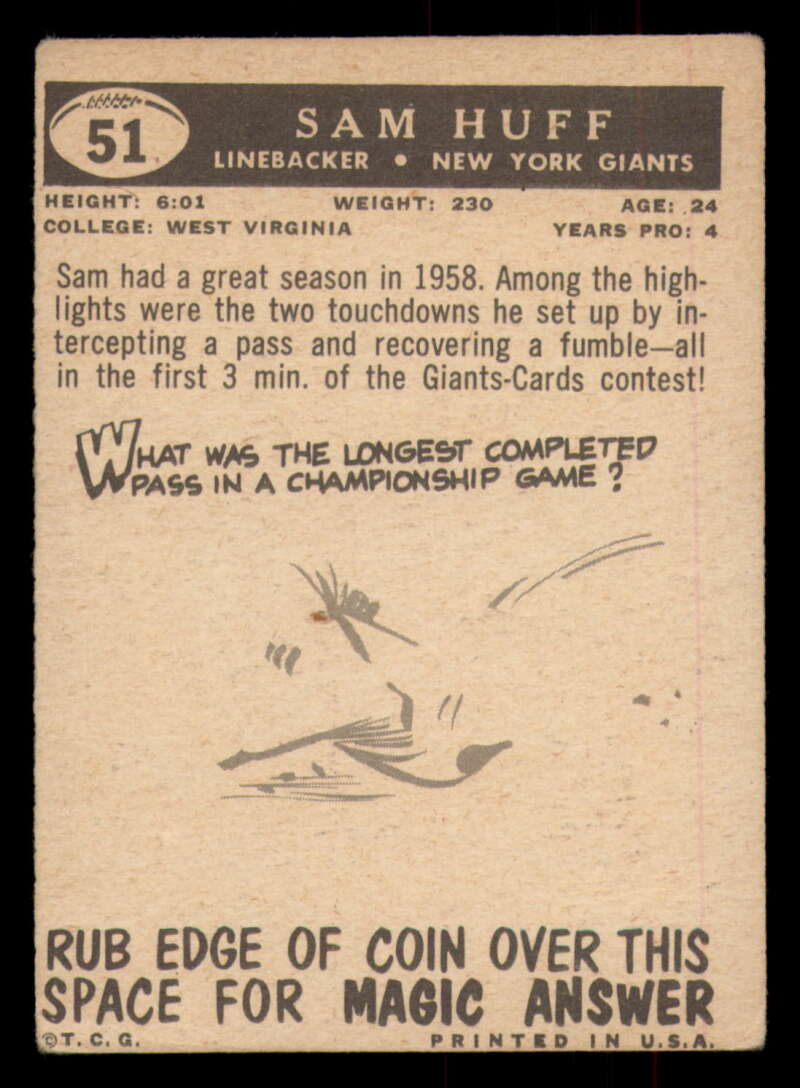 51
SAM HUFF
LINEBACKER • NEW YORK GIANTS
HEIGHT: 6:01 WEIGHT: 230 AGE: 24
COLLEGE: WEST VIRGINIA YEARS PRO: 4
Sam had a great season in 1958. Among the high-
lights were the two touchdowns he set up by in-
tercepting a pass and recovering a fumble—all
in the first 3 min. of the Giants-Cards contest!
WHAT WAS THE LONGEST COMPLETED
PASS IN A CHAMPIONSHIP GAME?
RUB EDGE OF COIN OVER THIS
SPACE FOR MAGIC ANSWER
©T. C. G. PRINTED IN U.S.A.